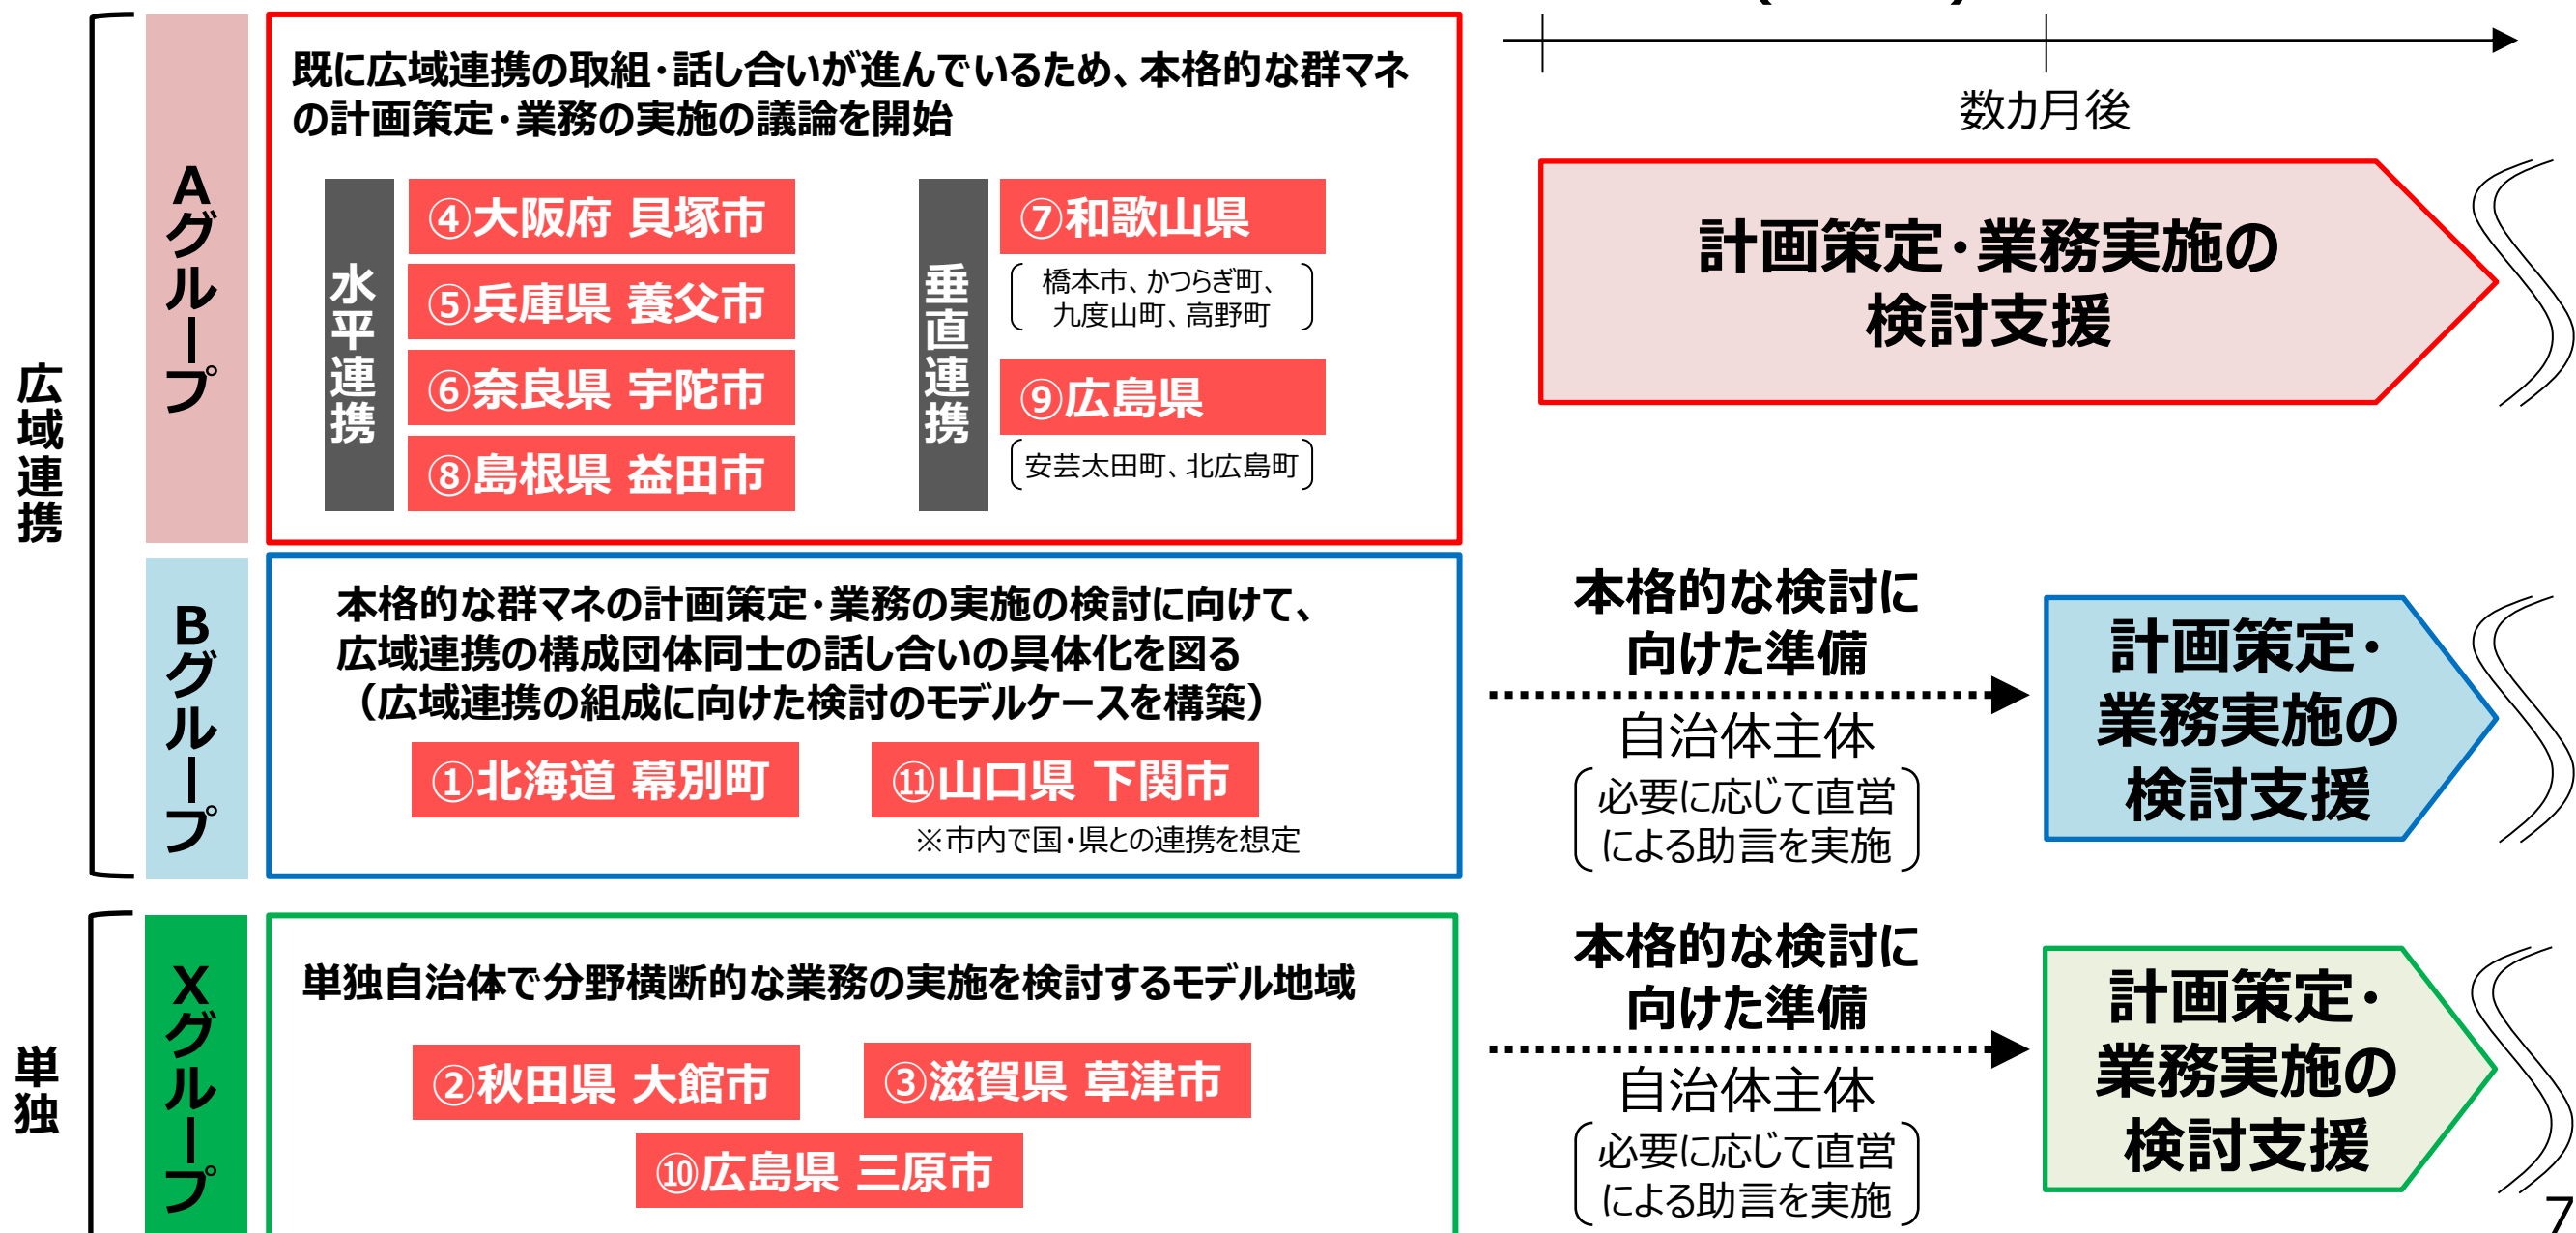 広域連携
Aグループ
既に広域連携の取組・話し合いが進んでいるため、本格的な群マネ
の計画策定・業務の実施の議論を開始
水平連携
④大阪府 貝塚市
⑤兵庫県 養父市
⑥奈良県 宇陀市
⑧島根県 益田市
垂直連携
⑦和歌山県
橋本市、かつらぎ町、
九度山町、高野町
⑨広島県
安芸太田町、北広島町
数カ月後
計画策定・業務実施の
検討支援
Bグループ
本格的な群マネの計画策定・業務の実施の検討に向けて、
広域連携の構成団体同士の話し合いの具体化を図る
（広域連携の組成に向けた検討のモデルケースを構築）
①北海道 幕別町
⑪山口県 下関市
※市内で国・県との連携を想定
本格的な検討に
向けた準備
自治体主体
必要に応じて直営
による助言を実施
計画策定・
業務実施の
検討支援
単独
Xグループ
単独自治体で分野横断的な業務の実施を検討するモデル地域
②秋田県 大館市
③滋賀県 草津市
⑩広島県 三原市
本格的な検討に
向けた準備
自治体主体
必要に応じて直営
による助言を実施
計画策定・
業務実施の
検討支援
7